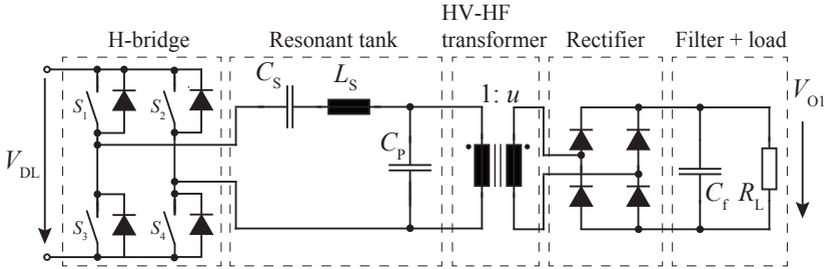 HV-HF
H-bridge Resonant tank transformer Rectifier Filter + load
C_S L_S
1: u
S_1 S_2
V_O1
V_DL
C_P
S_3 S_4
C_f R_L